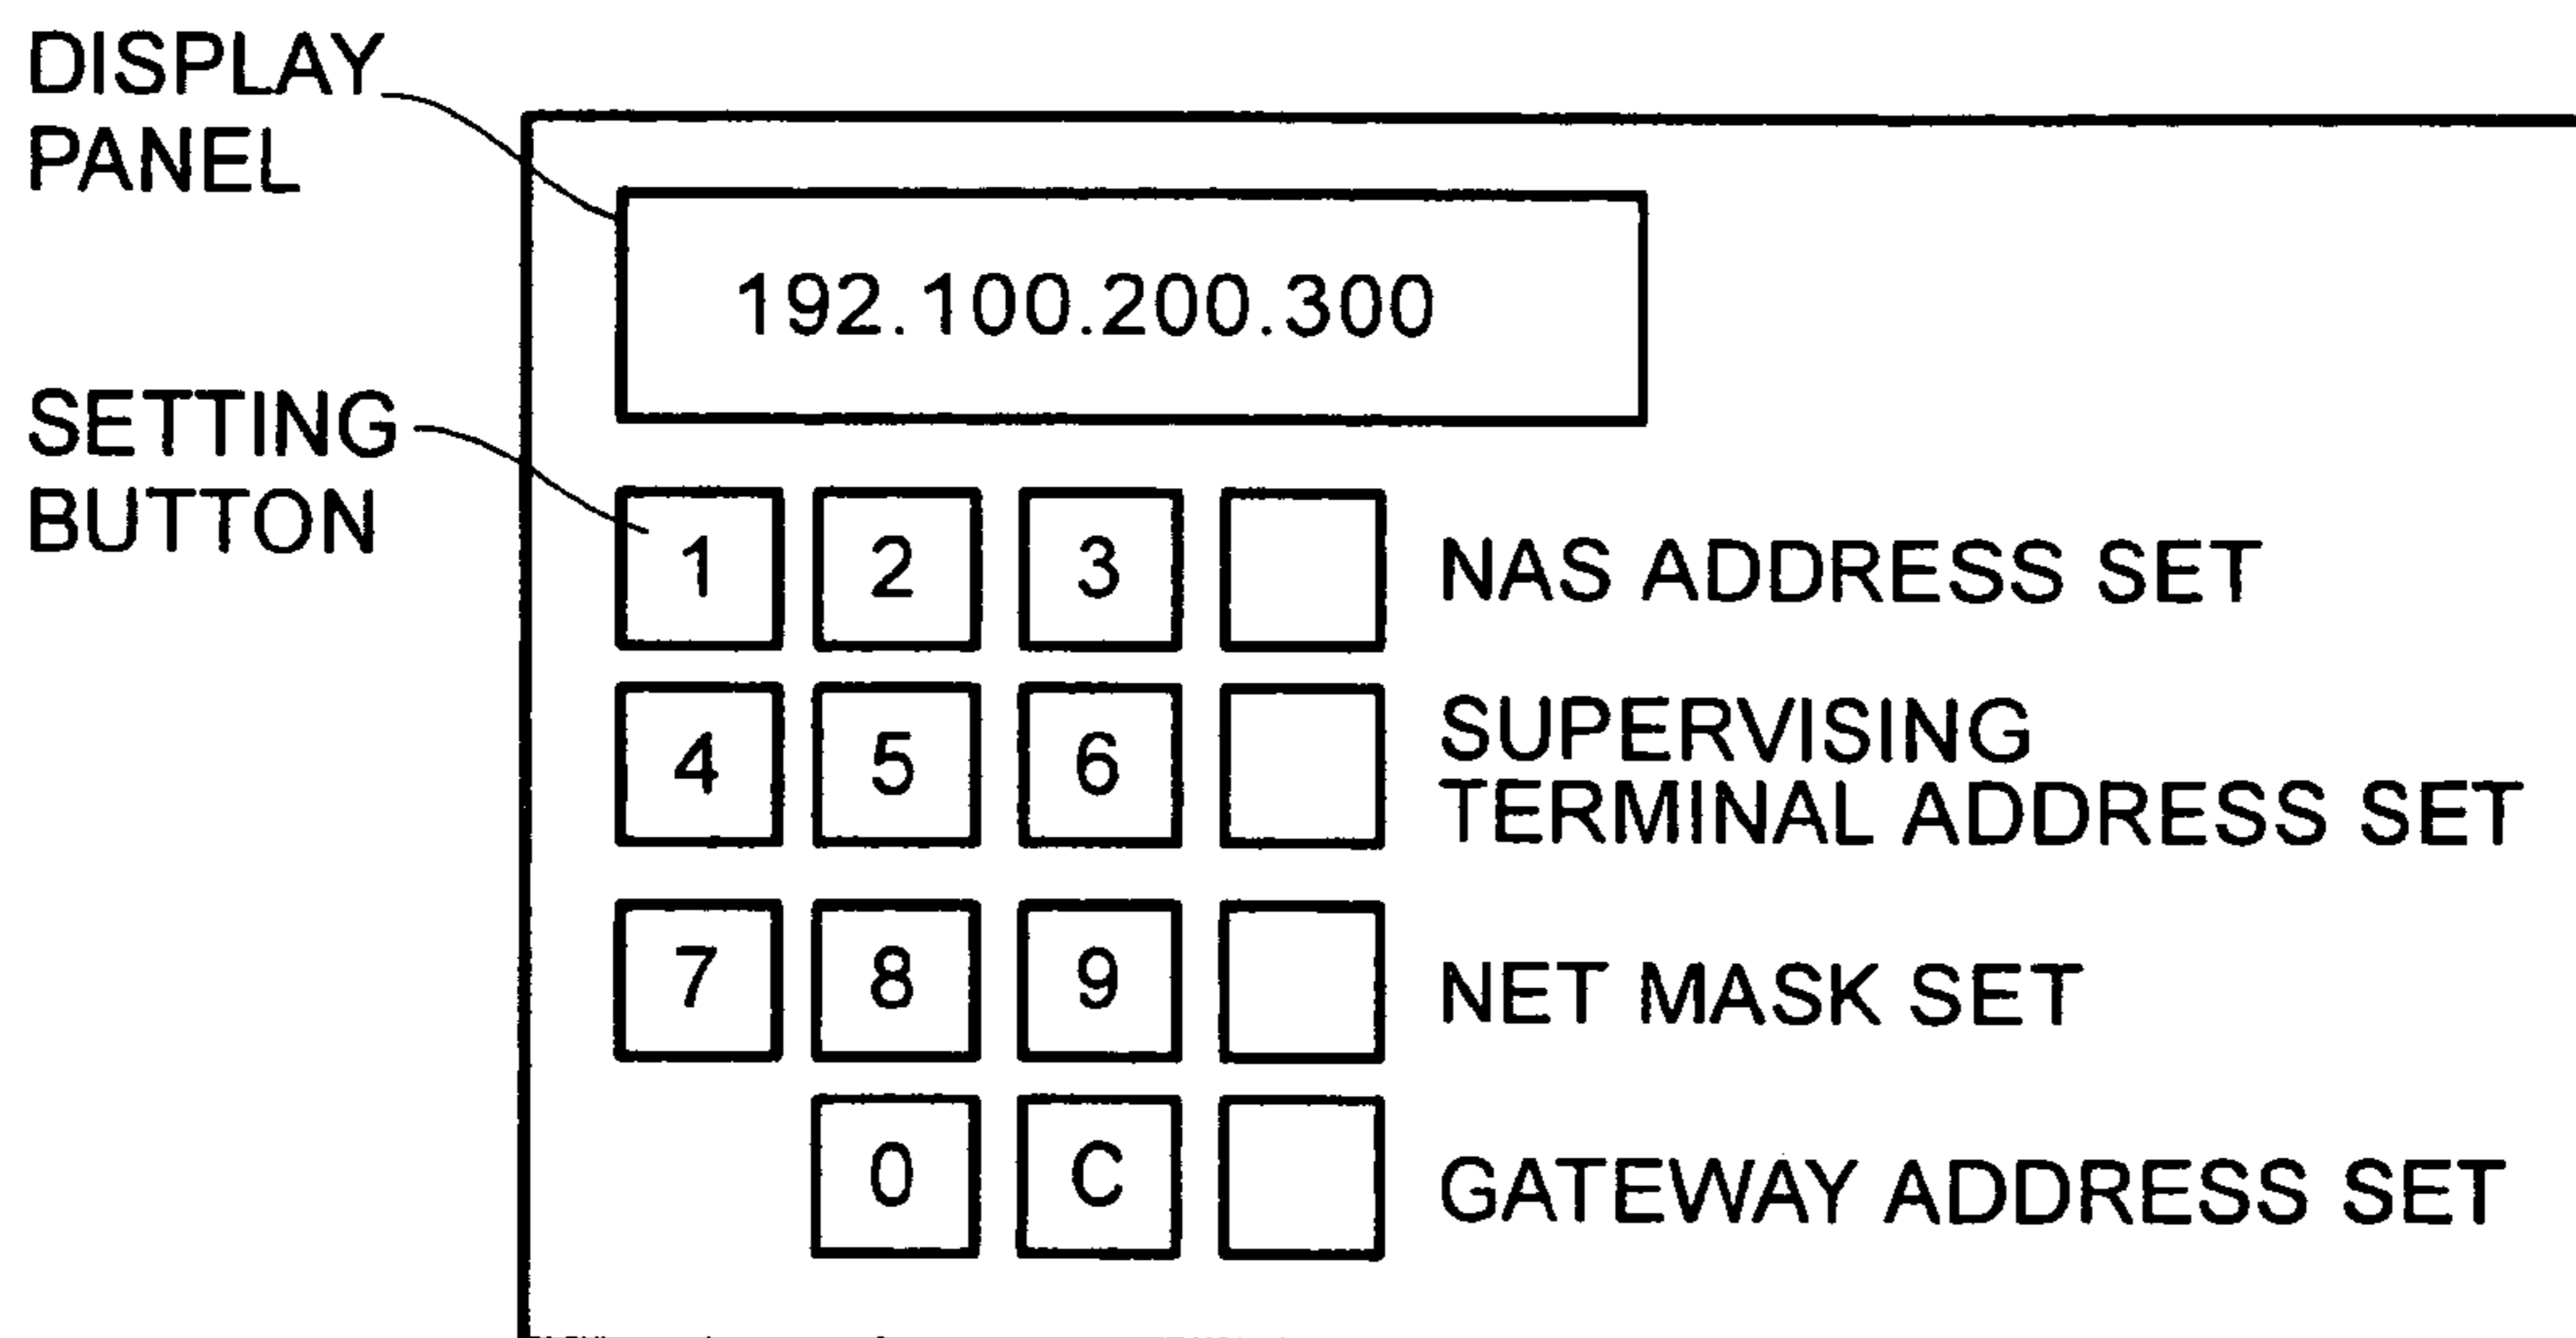 DISPLAY
PANEL
192.100.200.300
SETTING
BUTTON
1 2 3 NAS ADDRESS SET
4 5 6 SUPERVISING
TERMINAL ADDRESS SET
7 8 9 NET MASK SET
0 C GATEWAY ADDRESS SET